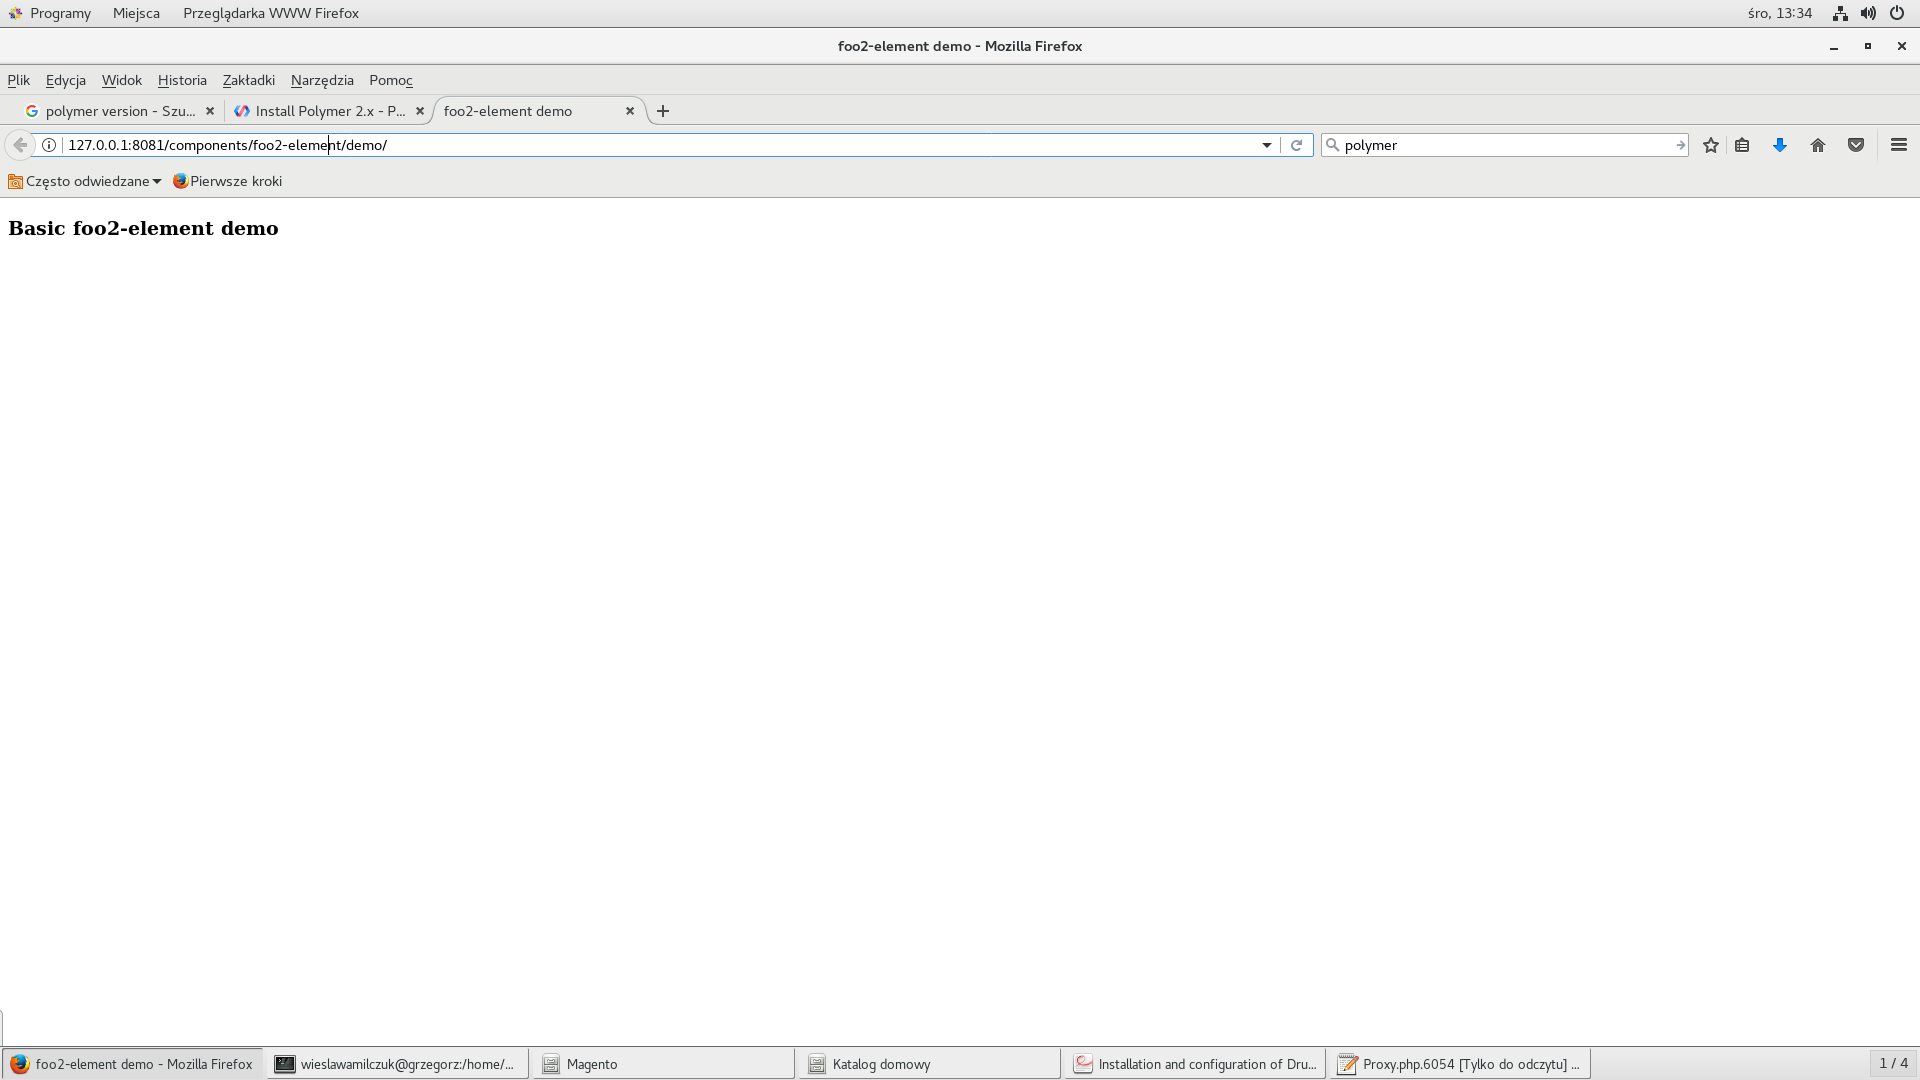 Programy Miejsca Przeglądarka WWW Firefox śro, 13:34
foo2-element demo - Mozilla Firefox
Plik Edycja Widok Historia Zakładki Narzędzia Pomoc
polymer version - Szu... Install Polymer 2.x - P... foo2-element demo
127.0.0.1:8081/components/foo2-element/demo/ polymer
Często odwiedzane Pierwsze kroki
Basic foo2-element demo
foo2-element demo - Mozilla Firefox wieslawamilczuk@grzegorz:/home/... Magento Katalog domowy Installation and configuration of Dru... Proxy.php.6054 [Tylko do odczytu] ... 1 / 4